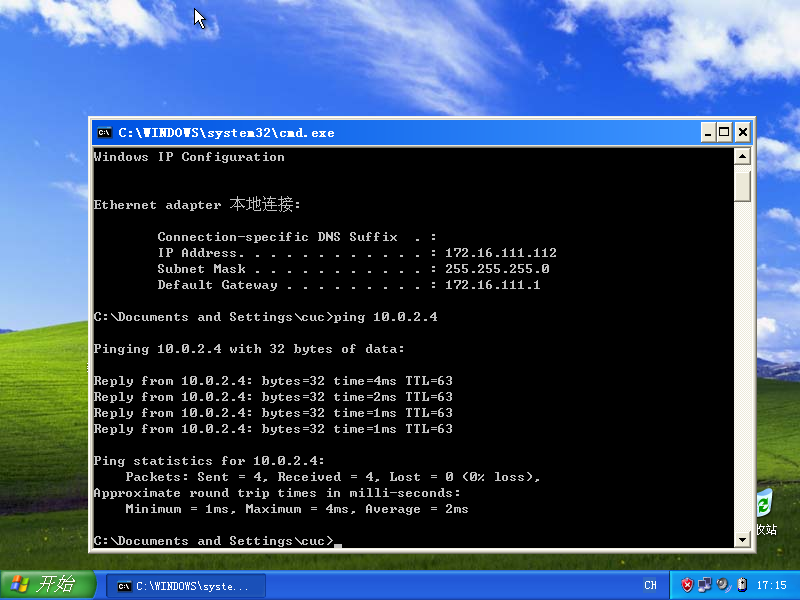 C:\WINDOWS\system32\cmd.exe
Windows IP Configuration
Ethernet adapter 本地连接:
Connection-specific DNS Suffix . :
IP Address. . . . . . . . . . . . : 172.16.111.112
Subnet Mask . . . . . . . . . . . : 255.255.255.0
Default Gateway . . . . . . . . . : 172.16.111.1
C:\Documents and Settings\cuc>ping 10.0.2.4
Pinging 10.0.2.4 with 32 bytes of data:
Reply from 10.0.2.4: bytes=32 time=4ms TTL=63
Reply from 10.0.2.4: bytes=32 time=2ms TTL=63
Reply from 10.0.2.4: bytes=32 time=1ms TTL=63
Reply from 10.0.2.4: bytes=32 time=1ms TTL=63
Ping statistics for 10.0.2.4:
Packets: Sent = 4, Received = 4, Lost = 0 (0% loss),
Approximate round trip times in milli-seconds:
Minimum = 1ms, Maximum = 4ms, Average = 2ms
C:\Documents and Settings\cuc>_
收站
开始
C:\WINDOWS\syste...
CH
17:15